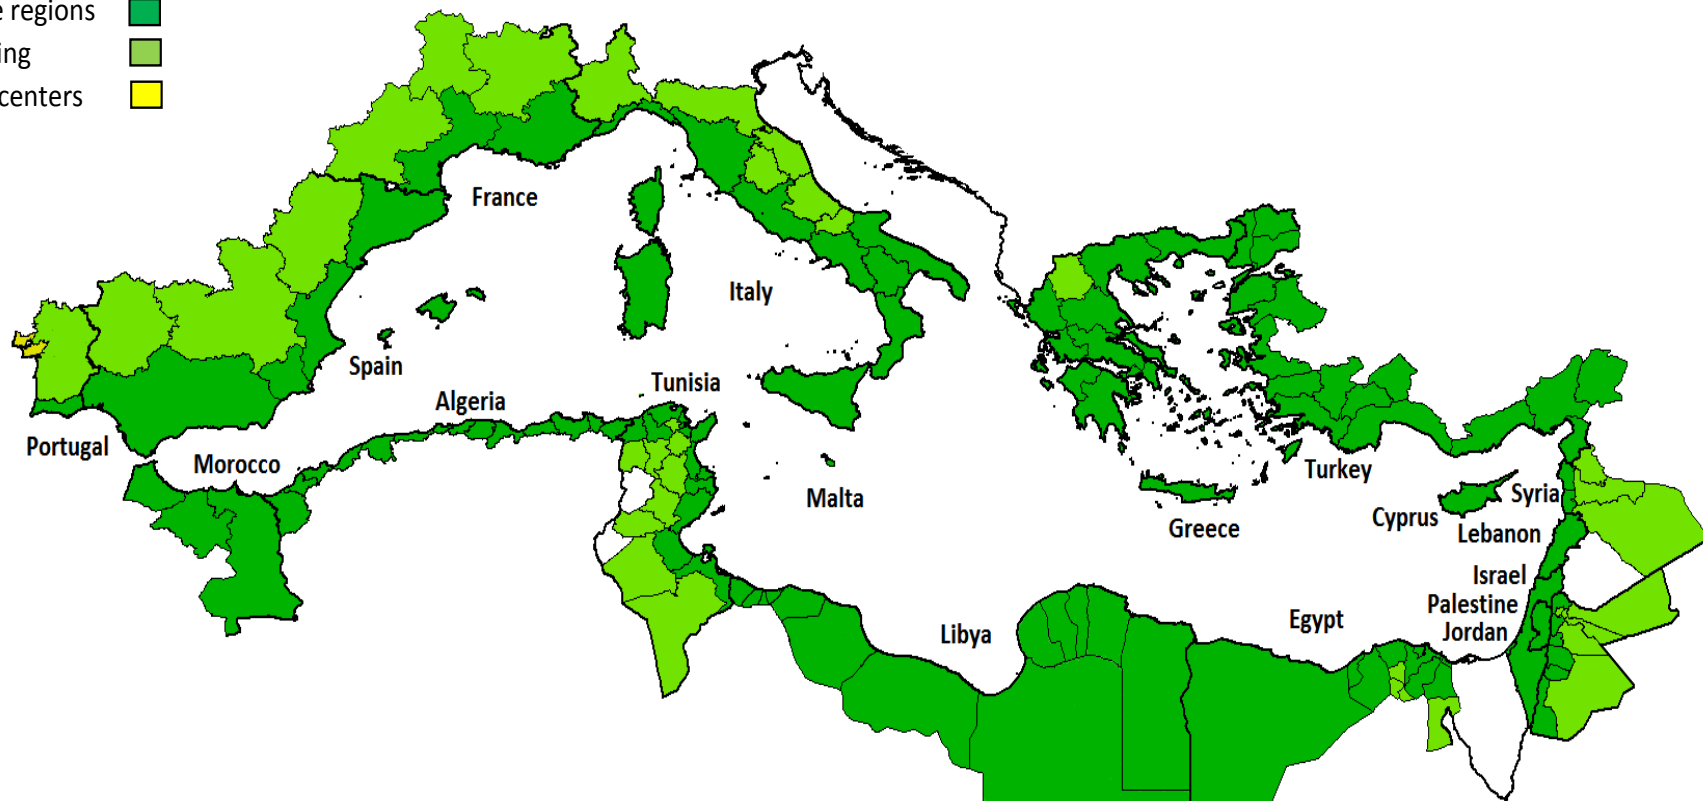 e regions
ing
centers
France
Italy
Spain
Tunisia
Algeria
Portugal
Morocco
Malta
Turkey
Greece
Cyprus
Syria
Lebanon
Israel
Palestine
Jordan
Egypt
Libya